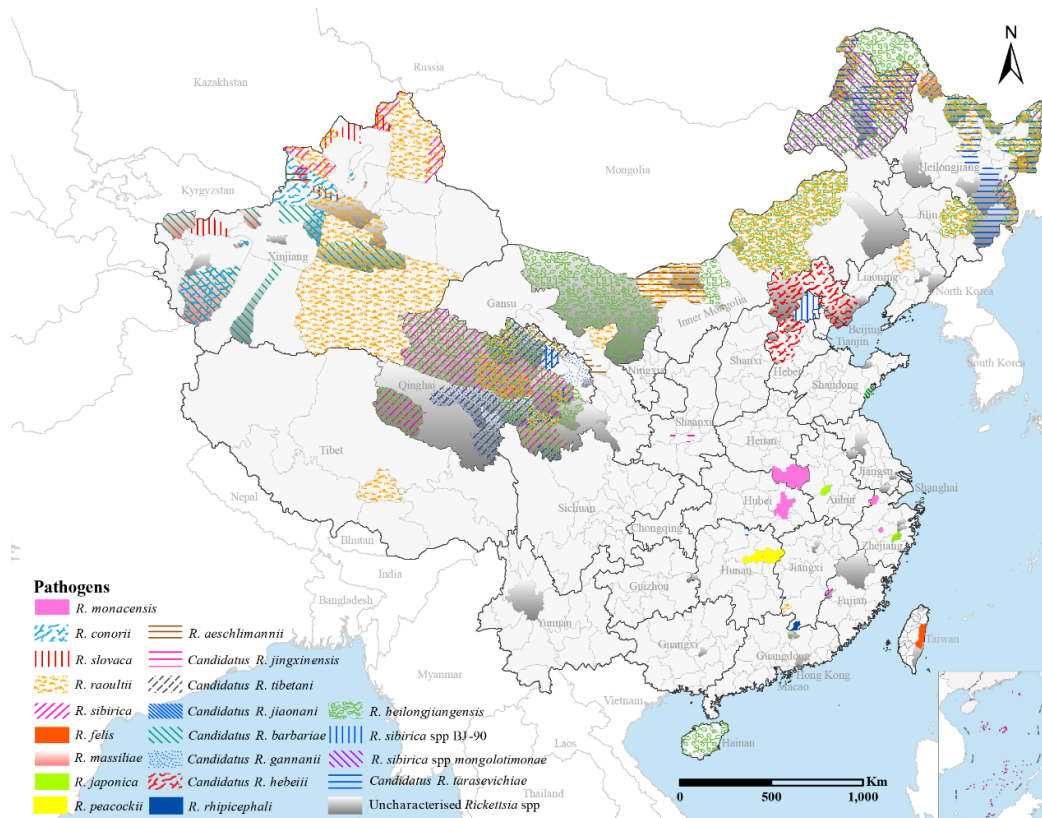 N
Russia
Kazakhstan
Mongolia
Heilongjiang
Kyrgyzstan
Jilin
Xinjiang
Liaoning
North Korea
Gansu
Inner Mongolia
Beijing
Tianjin
South Korea
Ningxia
Shanxi
Hebei
Qinghai
Shandong
Shaanxi
Henan
Tibet
Jiangsu
Shanghai
Hubei
Anhui
Nepal
Sichuan
Chongqing
Zhejiang
Bhutan
Hunan
Jiangxi
India
Guizhou
Pathogens
Fujian
Bangladesh
Yunnan
Taiwan
R. monacensis
Guangxi
Guangdong
R. conorii
R. aeschlimannii
Hong Kong
R. slovaca
Candidatus R. jingxinensis
Myanmar
Macao
R. raoultii
Candidatus R. tibetani
Vietnam
R. sibirica
Candidatus R. jiaonani
R. heilongjiangensis
R. felis
Candidatus R. barbariae
R. sibirica spp BJ-90
Laos
Hainan
R. massiliae
Candidatus R. gannanii
R. sibirica spp mongolotimonae
R. japonica
Candidatus R. hebeiii
Candidatus R. tarasevichiae
Km
R. peacockii
R. rhipicephali
Uncharacterised Rickettsia spp
0 500 1,000
Thailand